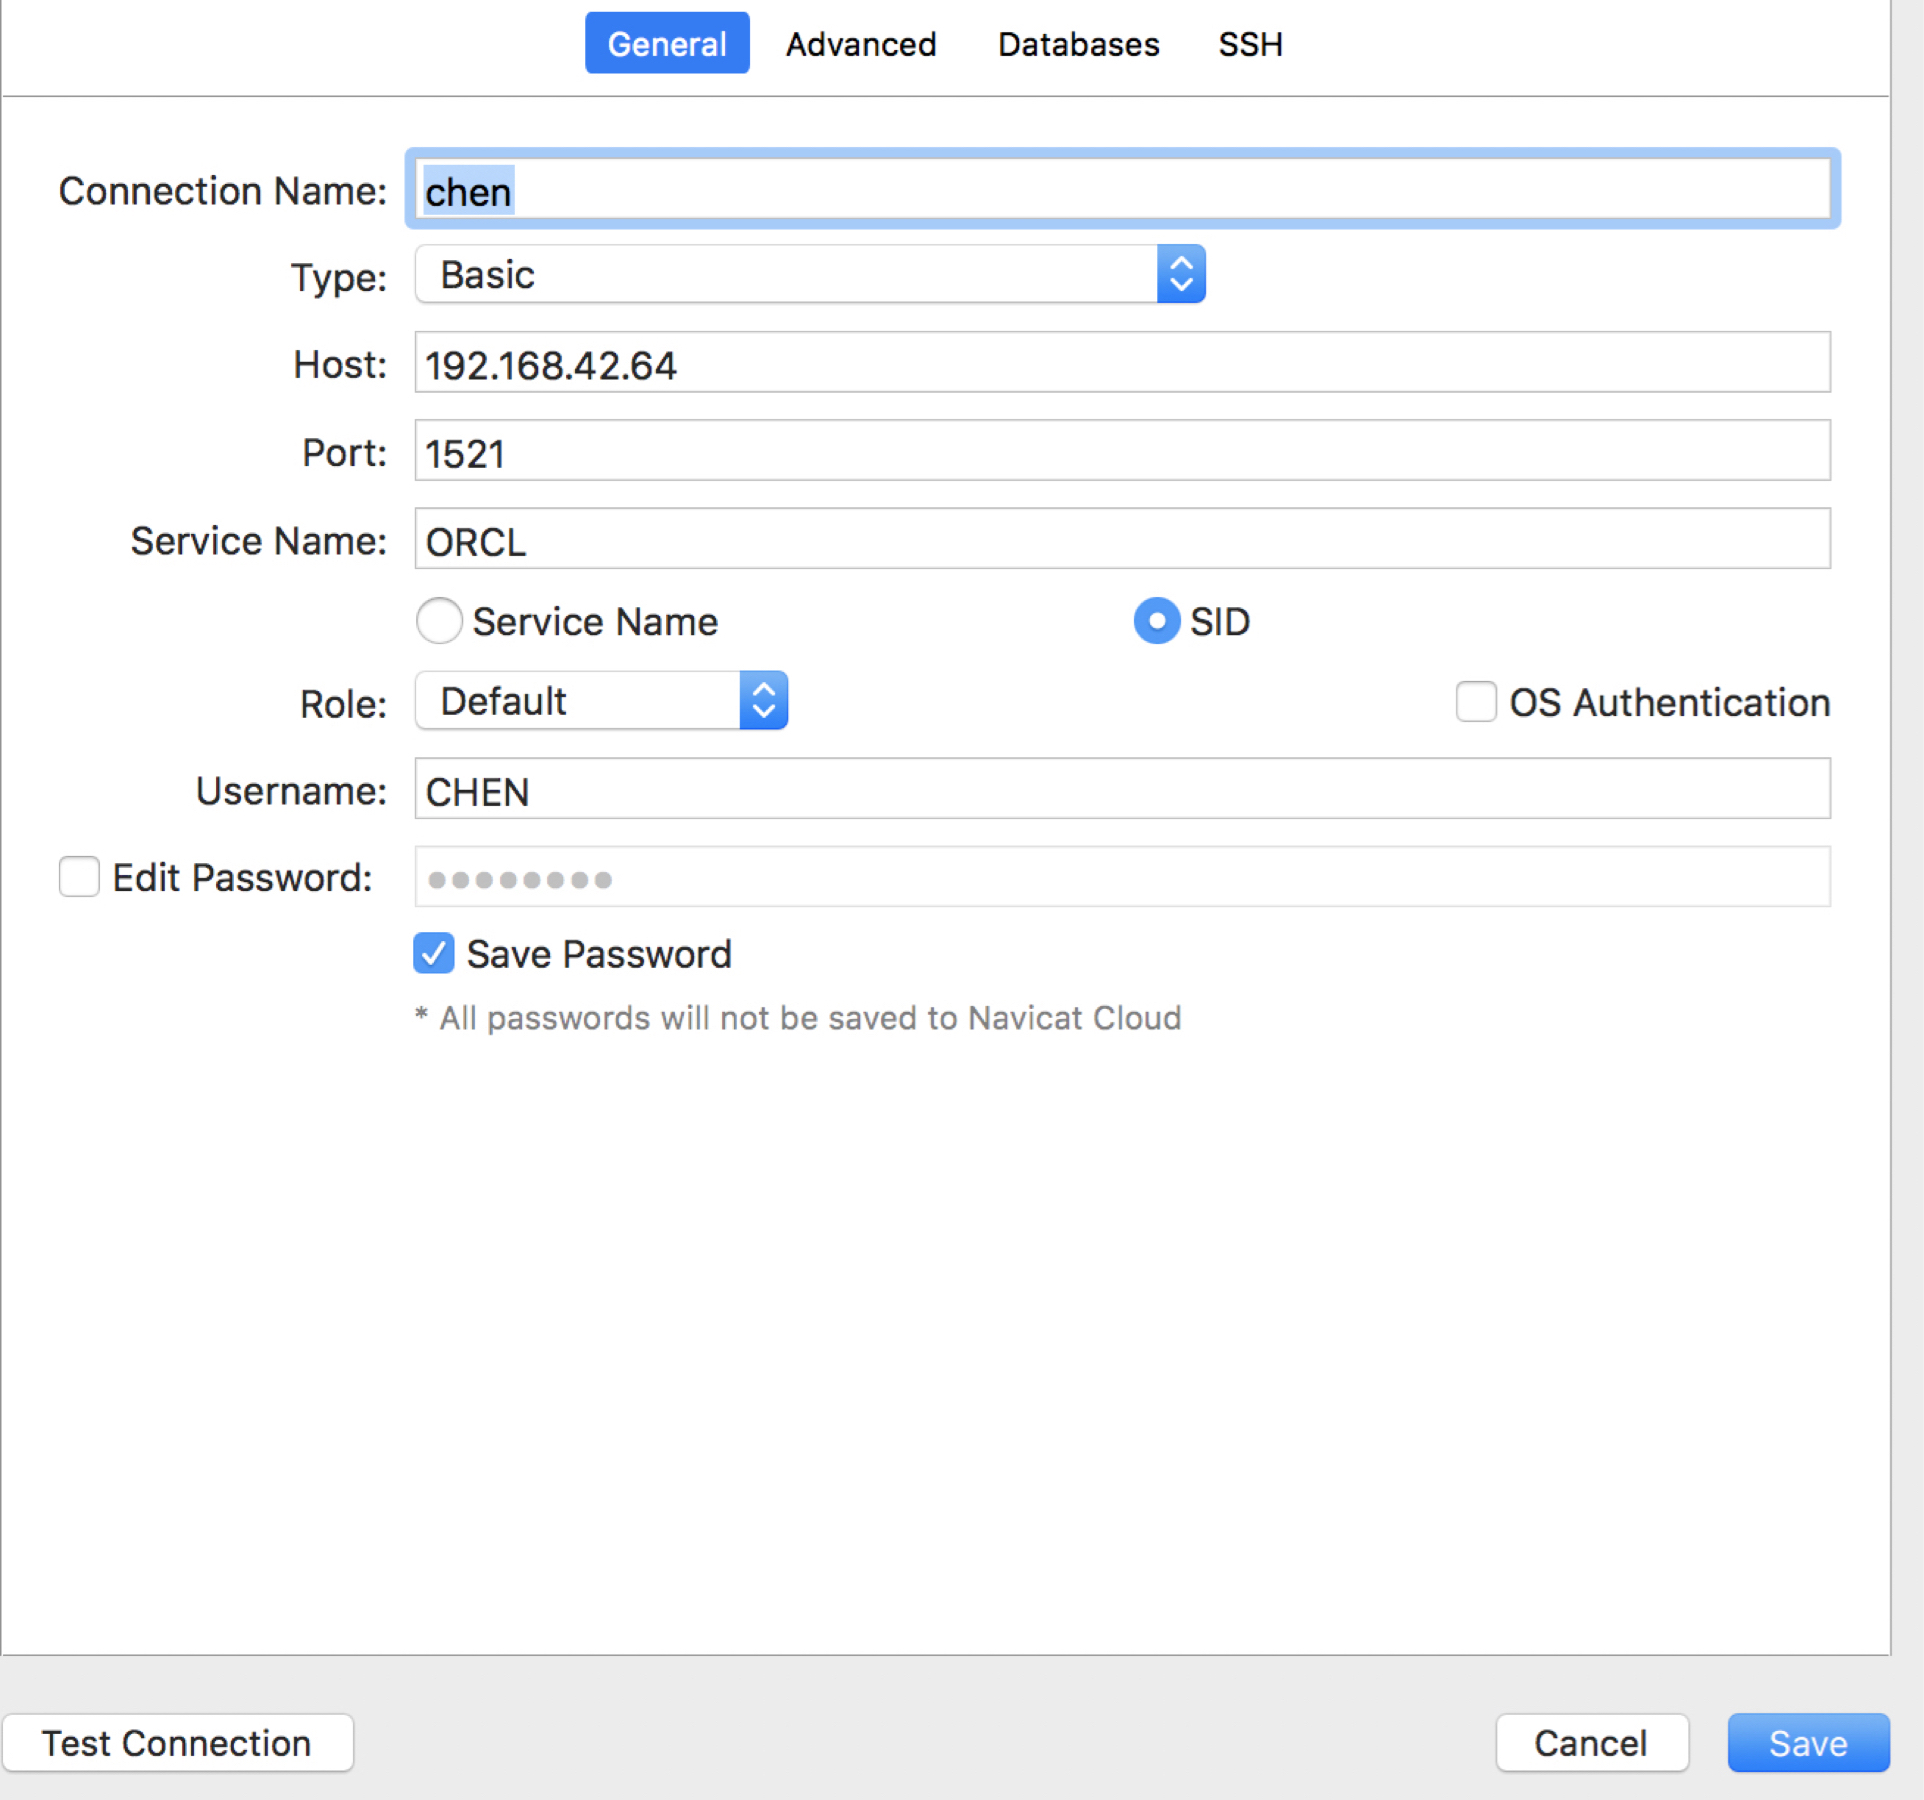 General Advanced Databases SSH
Connection Name: chen
Type: Basic
Host: 192.168.42.64
Port: 1521
Service Name: ORCL
Service Name SID
Role: Default OS Authentication
Username: CHEN
Edit Password: ●●●●●●●●
Save Password
* All passwords will not be saved to Navicat Cloud
Test Connection Cancel Save